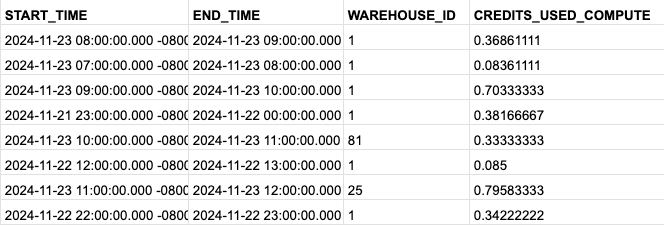 START_TIME END_TIME WAREHOUSE_ID CREDITS_USED_COMPUTE
2024-11-23 08:00:00.000 -0800 2024-11-23 09:00:00.000 1 0.36861111
2024-11-23 07:00:00.000 -0800 2024-11-23 08:00:00.000 1 0.08361111
2024-11-23 09:00:00.000 -0800 2024-11-23 10:00:00.000 1 0.70333333
2024-11-21 23:00:00.000 -0800 2024-11-22 00:00:00.000 1 0.38166667
2024-11-23 10:00:00.000 -0800 2024-11-23 11:00:00.000 81 0.33333333
2024-11-22 12:00:00.000 -0800 2024-11-22 13:00:00.000 1 0.085
2024-11-23 11:00:00.000 -0800 2024-11-23 12:00:00.000 25 0.79583333
2024-11-22 22:00:00.000 -0800 2024-11-22 23:00:00.000 1 0.34222222